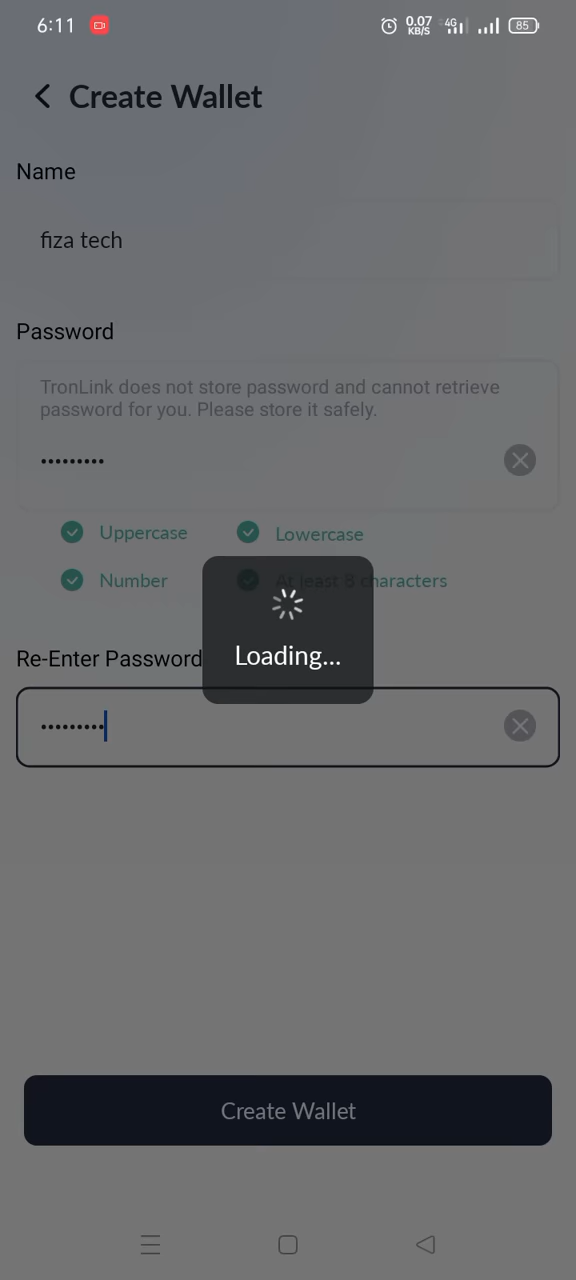 6:11
0.07
KB/S
4G
85
Create Wallet
Name
fiza tech
Password
TronLink does not store password and cannot retrieve
password for you. Please store it safely.
•••••••••
Uppercase
Lowercase
Number
At least 8 characters
Loading...
Re-Enter Password
•••••••••
Create Wallet